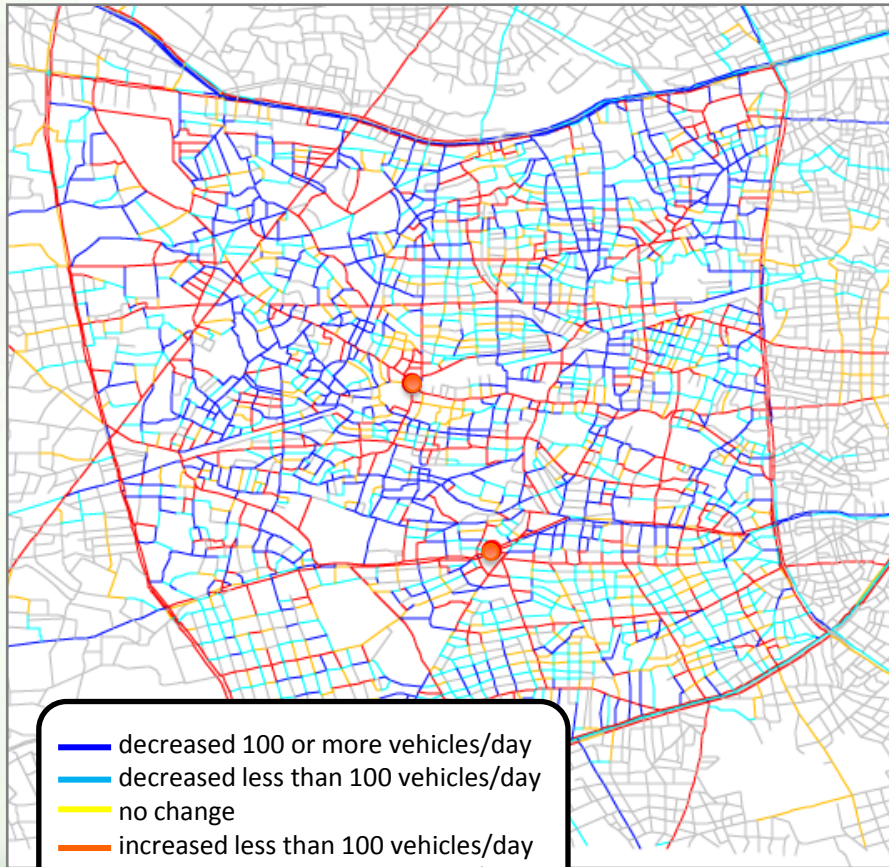 decreased 100 or more vehicles/day
decreased less than 100 vehicles/day
no change
increased less than 100 vehicles/day